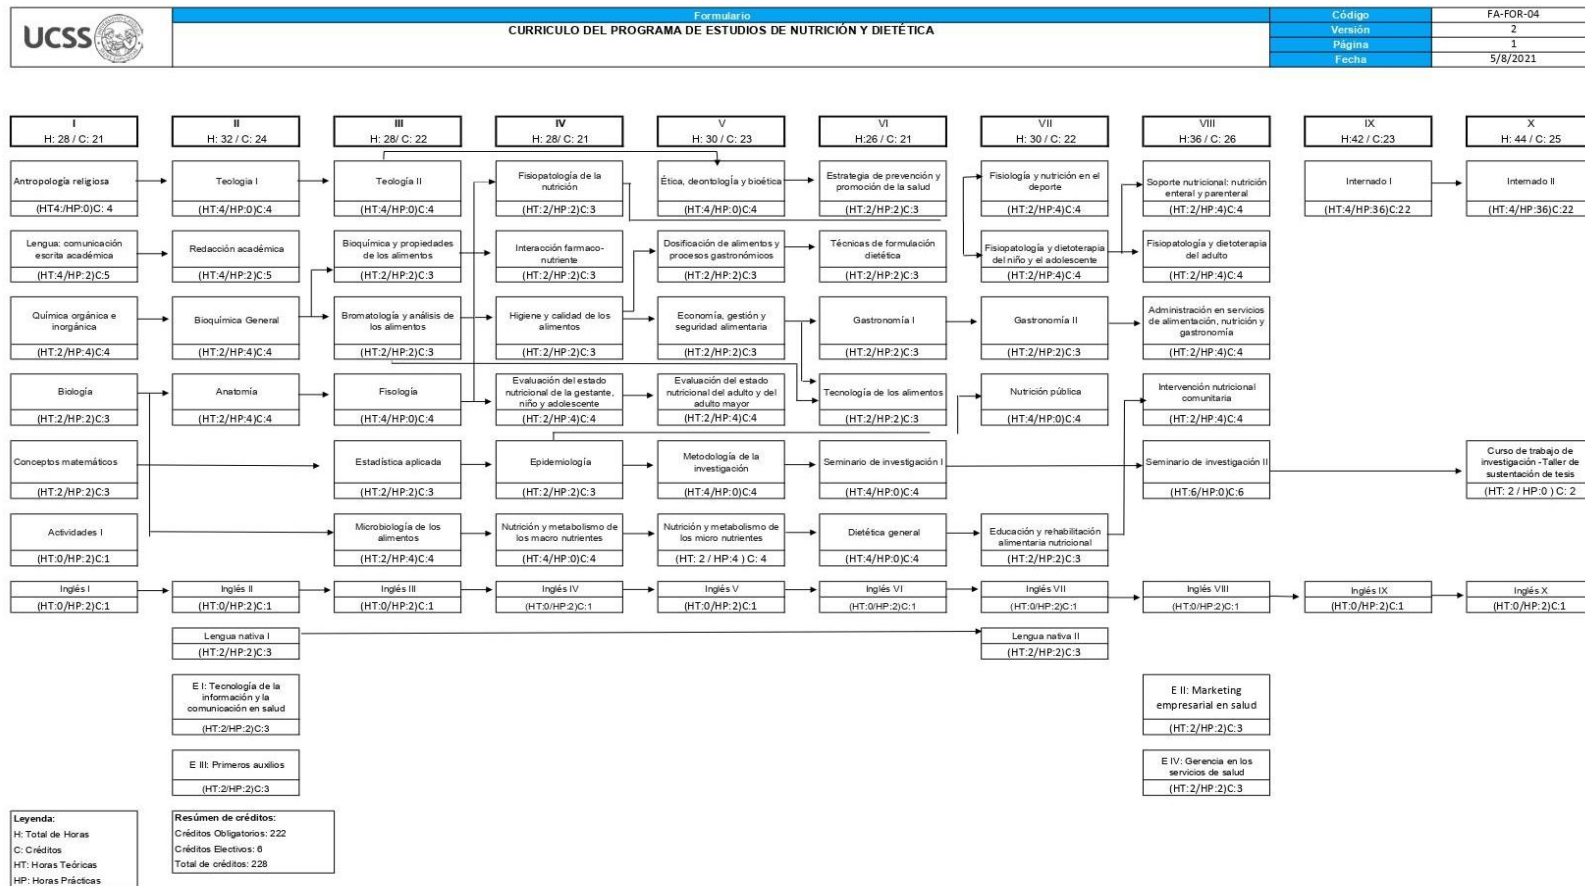 UCSS
Formulario
CURRICULO DEL PROGRAMA DE ESTUDIOS DE NUTRICIÓN Y DIETÉTICA
Código
FA-FOR-04
Versión
2
Página
1
Fecha
5/8/2021
I
H: 28 / C: 21
II
H: 32 / C: 24
III
H: 28/ C: 22
IV
H: 28/ C: 21
V
H: 30 / C: 23
VI
H:26 / C: 21
VII
H: 30 / C: 22
VIII
H:36 / C: 26
IX
H:42 / C:23
X
H: 44 / C: 25
Antropología religiosa
(HT4:/HP:0)C: 4
Teologia I
(HT:4/HP:0)C:4
Teología II
(HT:4/HP:0)C:4
Fisiopatología de la
nutrición
(HT:2/HP:2)C:3
Ética, deontología y bioética
(HT:4/HP:0)C:4
Estrategia de prevención y
promoción de la salud
(HT:2/HP:2)C:3
Fisiología y nutrición en el
deporte
(HT:2/HP:4)C:4
Soporte nutricional: nutrición
enteral y parenteral
(HT:2/HP:4)C:4
Internado I
(HT:4/HP:36)C:22
Internado II
(HT:4/HP:36)C:22
Lengua: comunicación
escrita académica
(HT:4/HP:2)C:5
Redacción académica
(HT:4/HP:2)C:5
Bioquímica y propiedades
de los alimentos
(HT:2/HP:2)C:3
Interacción farmaco-
nutriente
(HT:2/HP:2)C:3
Dosificación de alimentos y
procesos gastronómicos
(HT:2/HP:2)C:3
Técnicas de formulación
dietética
(HT:2/HP:2)C:3
Fisiopatología y dietoterapia
del niño y el adolescente
(HT:2/HP:4)C:4
Fisiopatología y dietoterapia
del adulto
(HT:2/HP:4)C:4
Química orgánica e
inorgánica
(HT:2/HP:4)C:4
Bioquímica General
(HT:2/HP:4)C:4
Bromatología y análisis de
los alimentos
(HT:2/HP:2)C:3
Higiene y calidad de los
alimentos
(HT:2/HP:2)C:3
Economía, gestión y
seguridad alimentaria
(HT:2/HP:2)C:3
Gastronomía I
(HT:2/HP:2)C:3
Gastronomía II
(HT:2/HP:2)C:3
Administración en servicios
de alimentación, nutrición y
gastronomía
(HT:2/HP:4)C:4
Biología
(HT:2/HP:2)C:3
Anatomía
(HT:2/HP:4)C:4
Fisología
(HT:4/HP:0)C:4
Evaluación del estado
nutricional de la gestante,
niño y adolescente
(HT:2/HP:4)C:4
Evaluación del estado
nutricional del adulto y del
adulto mayor
(HT:2/HP:4)C:4
Tecnología de los alimentos
(HT:2/HP:2)C:3
Nutrición pública
(HT:4/HP:0)C:4
Intervención nutricional
comunitaria
(HT:2/HP:4)C:4
Conceptos matemáticos
(HT:2/HP:2)C:3
Estadística aplicada
(HT:2/HP:2)C:3
Epidemiología
(HT:2/HP:2)C:3
Metodología de la
investigación
(HT:4/HP:0)C:4
Seminario de investigación I
(HT:4/HP:0)C:4
Seminario de investigación II
(HT:6/HP:0)C:6
Curso de trabajo de
investigación -Taller de
sustentación de tesis
(HT: 2 / HP:0 ) C: 2
Actividades I
(HT:0/HP:2)C:1
Microbiología de los
alimentos
(HT:2/HP:4)C:4
Nutrición y metabolismo de
los macro nutrientes
(HT:4/HP:0)C:4
Nutrición y metabolismo de
los micro nutrientes
(HT: 2 / HP:4 ) C: 4
Dietética general
(HT:4/HP:0)C:4
Educación y rehabilitación
alimentaria nutricional
(HT:2/HP:2)C:3
Inglés I
(HT:0/HP:2)C:1
Inglés II
(HT:0/HP:2)C:1
Inglés III
(HT:0/HP:2)C:1
Inglés IV
(HT:0/HP:2)C:1
Inglés V
(HT:0/HP:2)C:1
Inglés VI
(HT:0/HP:2)C:1
Inglés VII
(HT:0/HP:2)C:1
Inglés VIII
(HT:0/HP:2)C:1
Inglés IX
(HT:0/HP:2)C:1
Inglés X
(HT:0/HP:2)C:1
Lengua nativa I
(HT:2/HP:2)C:3
Lengua nativa II
(HT:2/HP:2)C:3
E I: Tecnología de la
información y la
comunicación en salud
(HT:2/HP:2)C:3
E II: Marketing
empresarial en salud
(HT:2/HP:2)C:3
E III: Primeros auxilios
(HT:2/HP:2)C:3
E IV: Gerencia en los
servicios de salud
(HT:2/HP:2)C:3
Leyenda:
H: Total de Horas
C: Créditos
HT: Horas Teóricas
HP: Horas Prácticas
Resúmen de créditos:
Créditos Obligatorios: 222
Créditos Electivos: 6
Total de créditos: 228